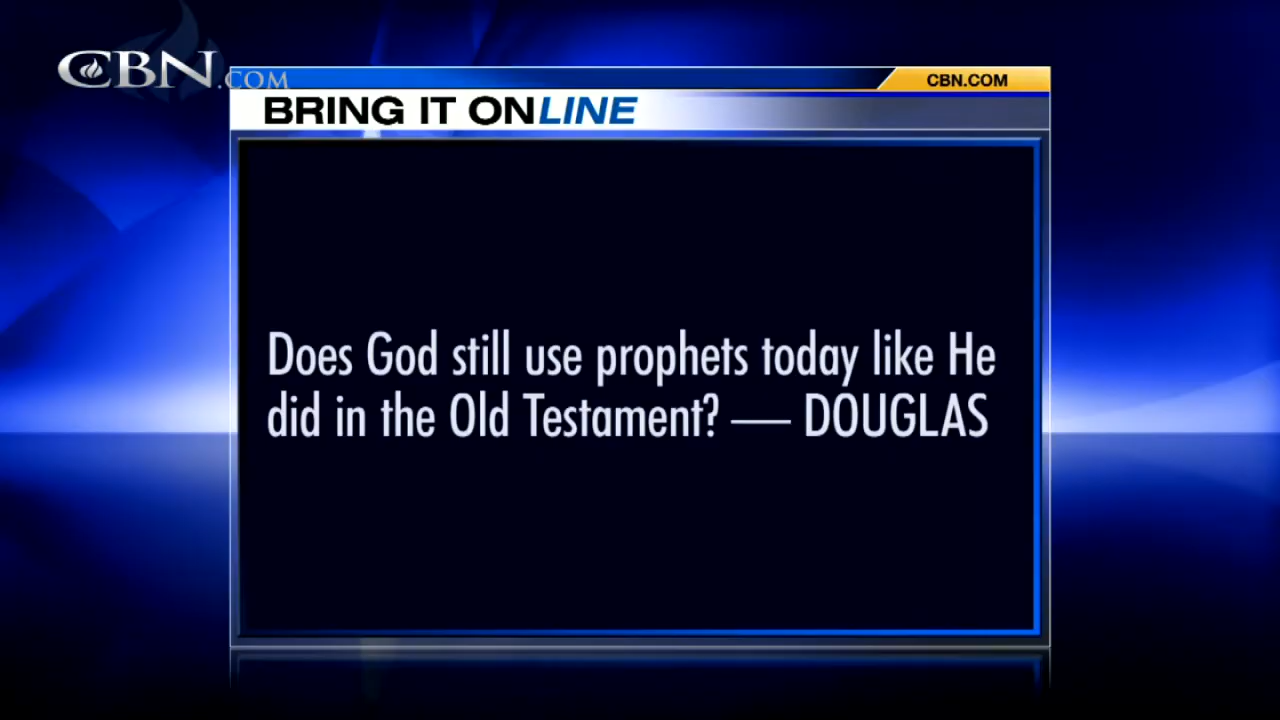 CBN.COM
CBN.COM
BRING IT ONLINE
Does God still use prophets today like He
did in the Old Testament? — DOUGLAS